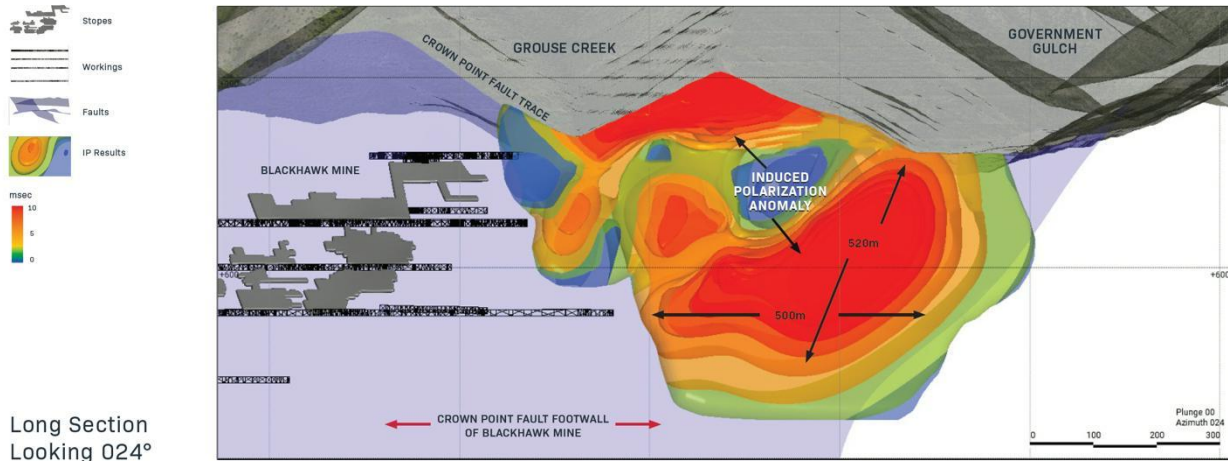 Stopes
Workings
Faults
IP Results
msec
10
5
0
Long Section
Looking 024°
GROUSE CREEK
GOVERNMENT
GULCH
CROWN POINT FAULT TRACE
BLACKHAWK MINE
INDUCED
POLARIZATION
ANOMALY
520m
500m
+600
+600
CROWN POINT FAULT FOOTWALL
OF BLACKHAWK MINE
Plunge 00
Azimuth 024
0 100 200 300